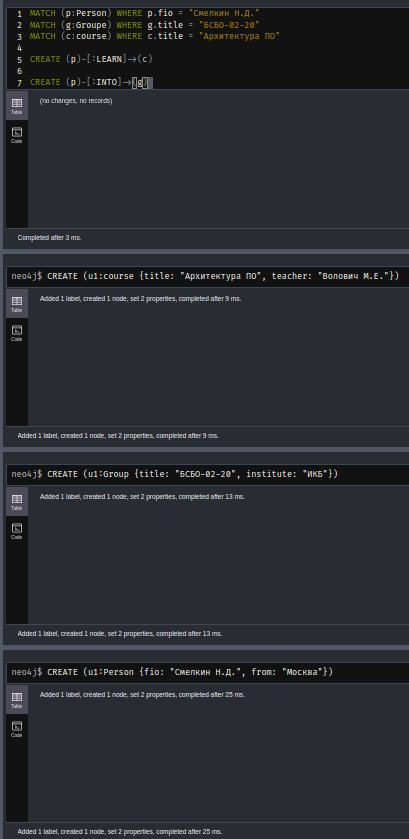 1 MATCH (p:Person) WHERE p.fio = "Смелкин Н.Д."
2 MATCH (g:Groupe) WHERE g.title = "БСБО-02-20"
3 MATCH (c:course) WHERE c.title = "Архитектура ПО"
4
5 CREATE (p)-[:LEARN]→(c)
6
7 CREATE (p)-[:INTO]→(g)
Table
(no changes, no records)
Code
Completed after 3 ms.
neo4j$ CREATE (u1:course {title: "Архитектура ПО", teacher: "Волович М.Е."})
Table
Added 1 label, created 1 node, set 2 properties, completed after 9 ms.
Code
Added 1 label, created 1 node, set 2 properties, completed after 9 ms.
neo4j$ CREATE (u1:Group {title: "БСБО-02-20", institute: "ИКБ"})
Table
Added 1 label, created 1 node, set 2 properties, completed after 13 ms.
Code
Added 1 label, created 1 node, set 2 properties, completed after 13 ms.
neo4j$ CREATE (u1:Person {fio: "Смелкин Н.Д.", from: "Москва"})
Table
Added 1 label, created 1 node, set 2 properties, completed after 25 ms.
Code
Added 1 label, created 1 node, set 2 properties, completed after 25 ms.